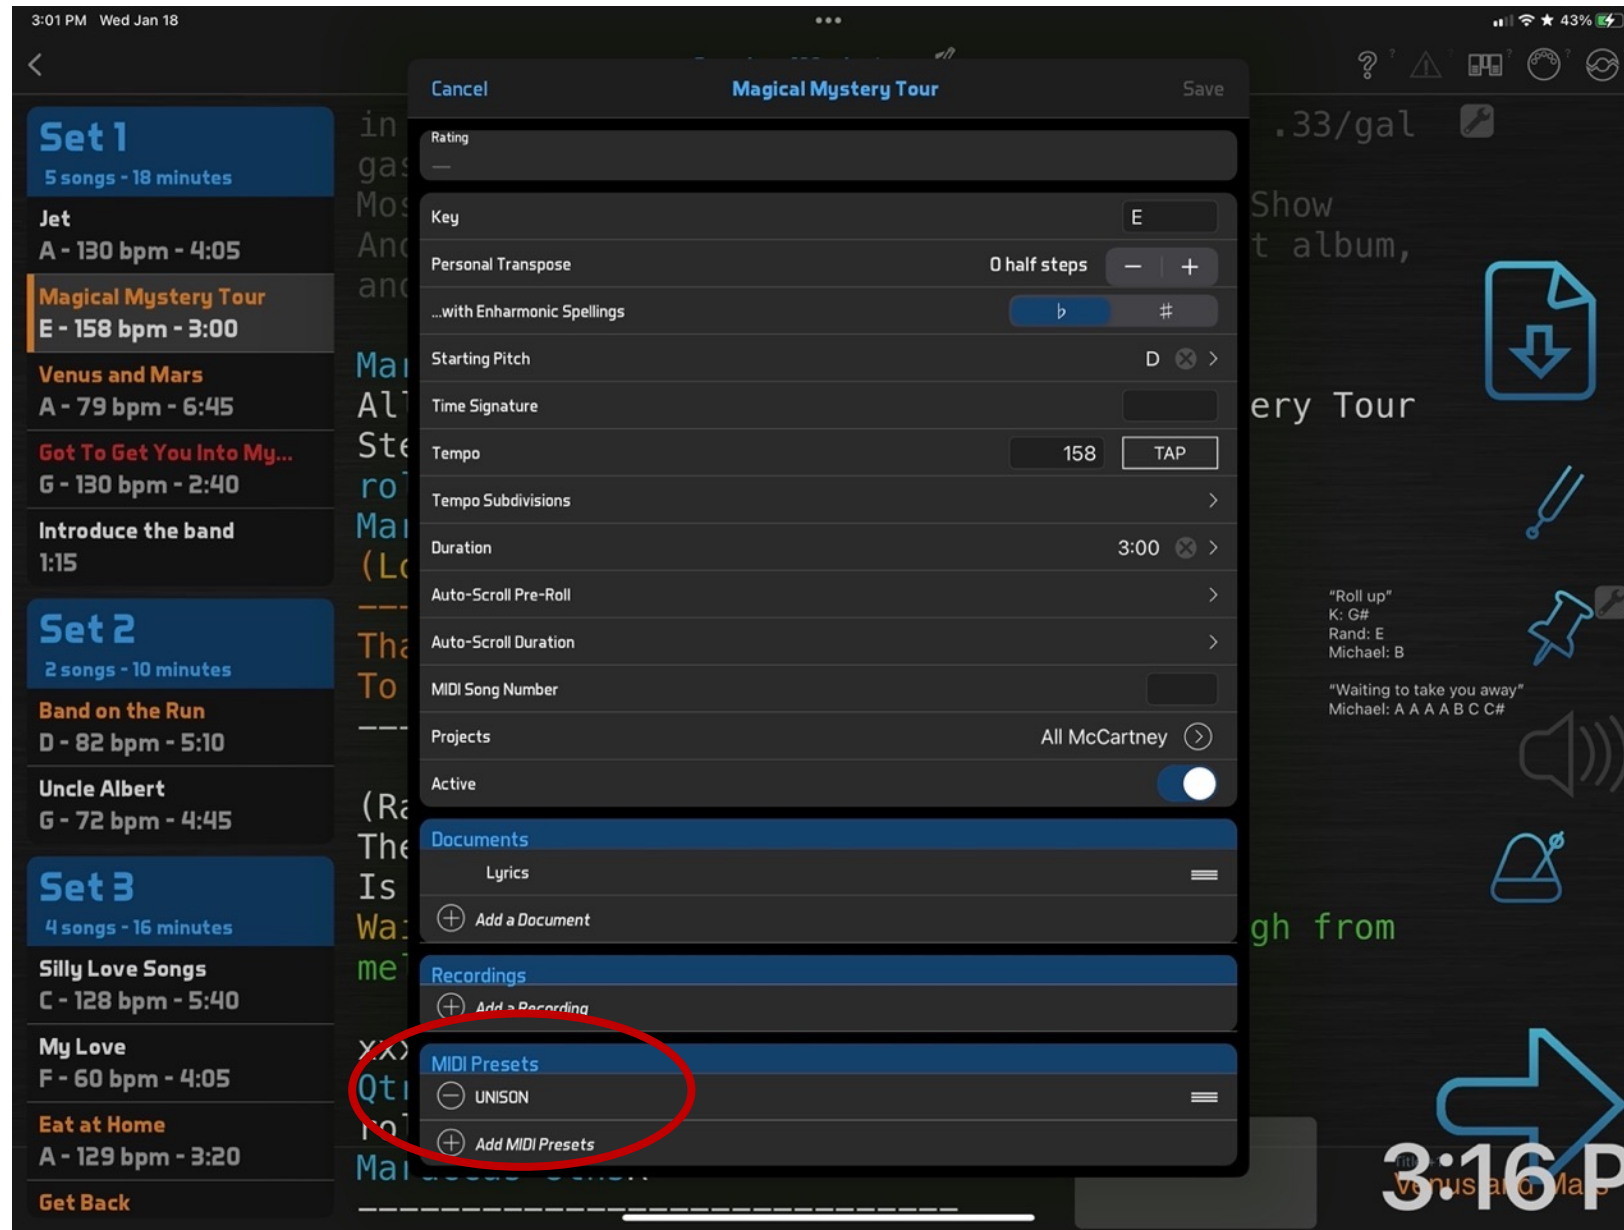 3:01 PM Wed Jan 18
43%
Cancel
Magical Mystery Tour
Save
Set 1
5 songs - 18 minutes
Jet
A - 130 bpm - 4:05
Magical Mystery Tour
E - 158 bpm - 3:00
Venus and Mars
A - 79 bpm - 6:45
Got To Get You Into My...
G - 130 bpm - 2:40
Introduce the band
1:15
Set 2
2 songs - 10 minutes
Band on the Run
D - 82 bpm - 5:10
Uncle Albert
G - 72 bpm - 4:45
Set 3
4 songs - 16 minutes
Silly Love Songs
C - 128 bpm - 5:40
My Love
F - 60 bpm - 4:05
Eat at Home
A - 129 bpm - 3:20
Get Back
Rating
—
Key E
Personal Transpose 0 half steps − +
...with Enharmonic Spellings ♭ #
Starting Pitch D
Time Signature
Tempo 158 TAP
Tempo Subdivisions
Duration 3:00
Auto-Scroll Pre-Roll
Auto-Scroll Duration
MIDI Song Number
Projects All McCartney
Active
Documents
Lyrics
Add a Document
Recordings
Add a Recording
MIDI Presets
UNISON
Add MIDI Presets
in .33/gal
Show
t album,
ery Tour
gh from
"Roll up"
K: G#
Rand: E
Michael: B
"Waiting to take you away"
Michael: A A A A B C C#
3:16 P
Venus and Mars